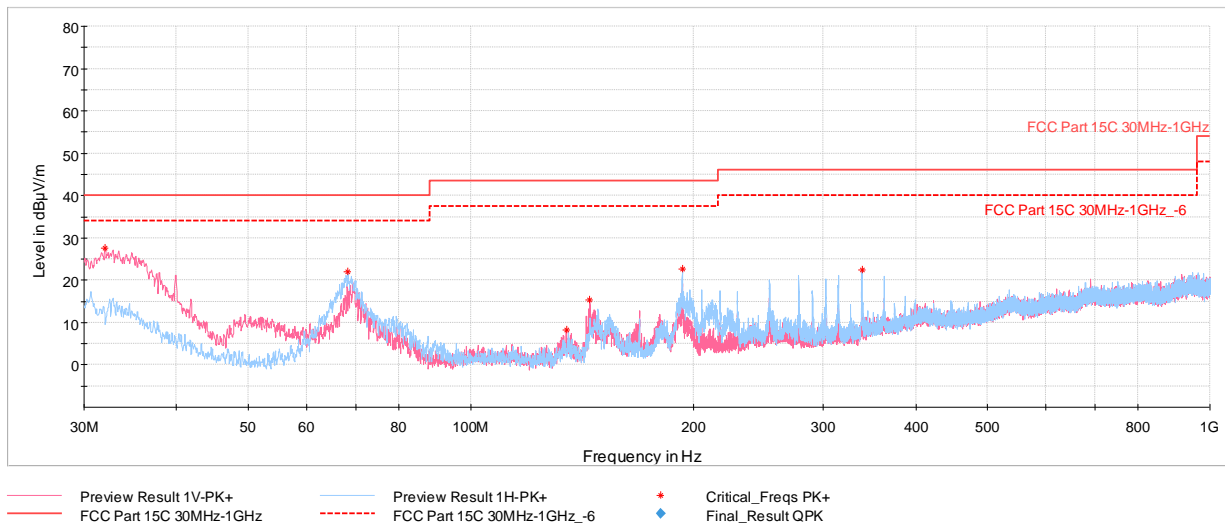 80
70
60
50
40
30
20
10
0
Level in dBµV/m
FCC Part 15C 30MHz-1GHz
FCC Part 15C 30MHz-1GHz_-6
30M 50 60 80 100M 200 300 400 500 800 1G
Frequency in Hz
Preview Result 1V-PK+ Preview Result 1H-PK+ Critical_Freqs PK+
FCC Part 15C 30MHz-1GHz FCC Part 15C 30MHz-1GHz_-6 Final_Result QPK